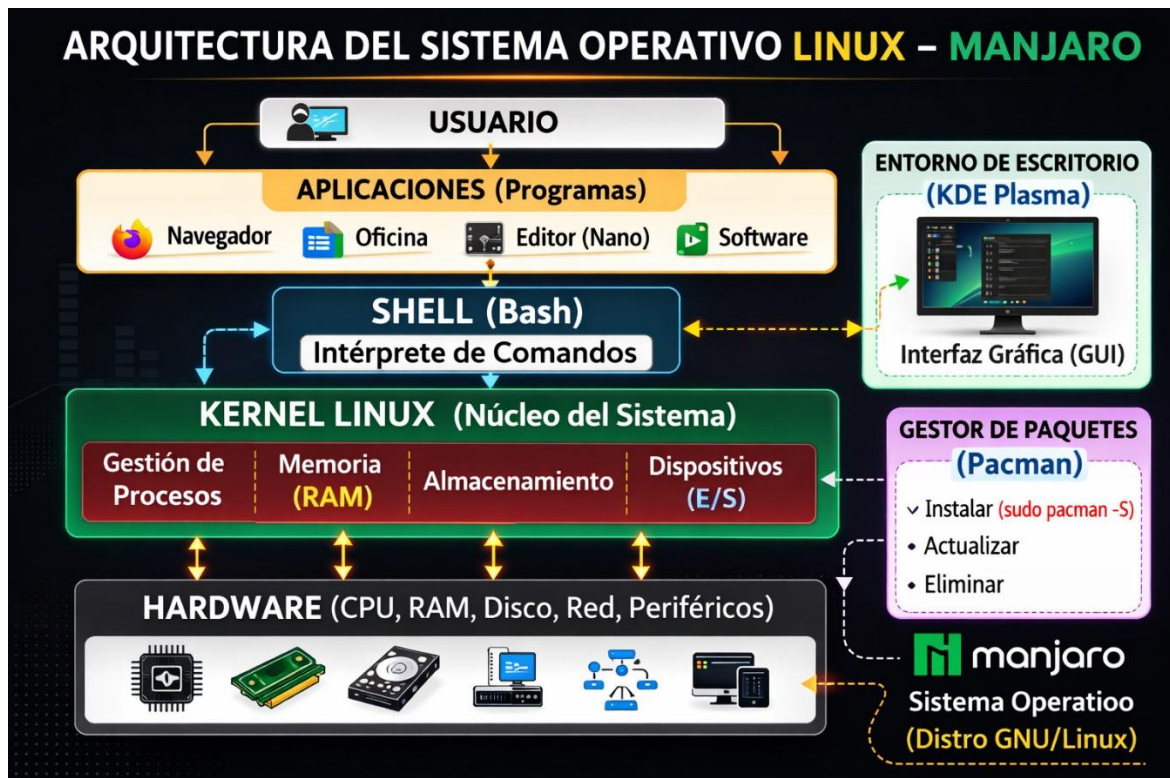 ARQUITECTURA DEL SISTEMA OPERATIVO LINUX – MANJARO
USUARIO
APLICACIONES (Programas)
Navegador
Oficina
Editor (Nano)
Software
SHELL (Bash)
Intérprete de Comandos
KERNEL LINUX (Núcleo del Sistema)
Gestión de
Procesos
Memoria
(RAM)
Almacenamiento
Dispositivos
(E/S)
HARDWARE (CPU, RAM, Disco, Red, Periféricos)
ENTORNO DE ESCRITORIO
(KDE Plasma)
Interfaz Gráfica (GUI)
GESTOR DE PAQUETES
(Pacman)
Instalar (sudo pacman -S)
• Actualizar
• Eliminar
manjaro
Sistema Operatioo
(Distro GNU/Linux)